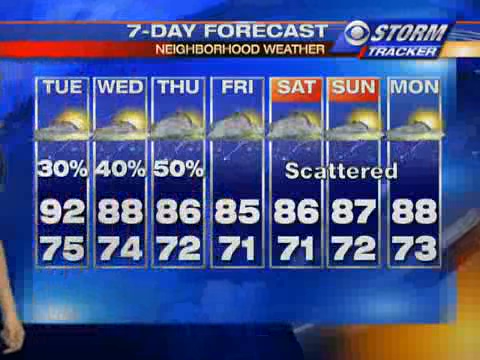 7-DAY FORECAST
NEIGHBORHOOD WEATHER
STORM
TRACKER
TUE WED THU FRI SAT SUN MON
30% 40% 50% Scattered
92 88 86 85 86 87 88
75 74 72 71 71 72 73